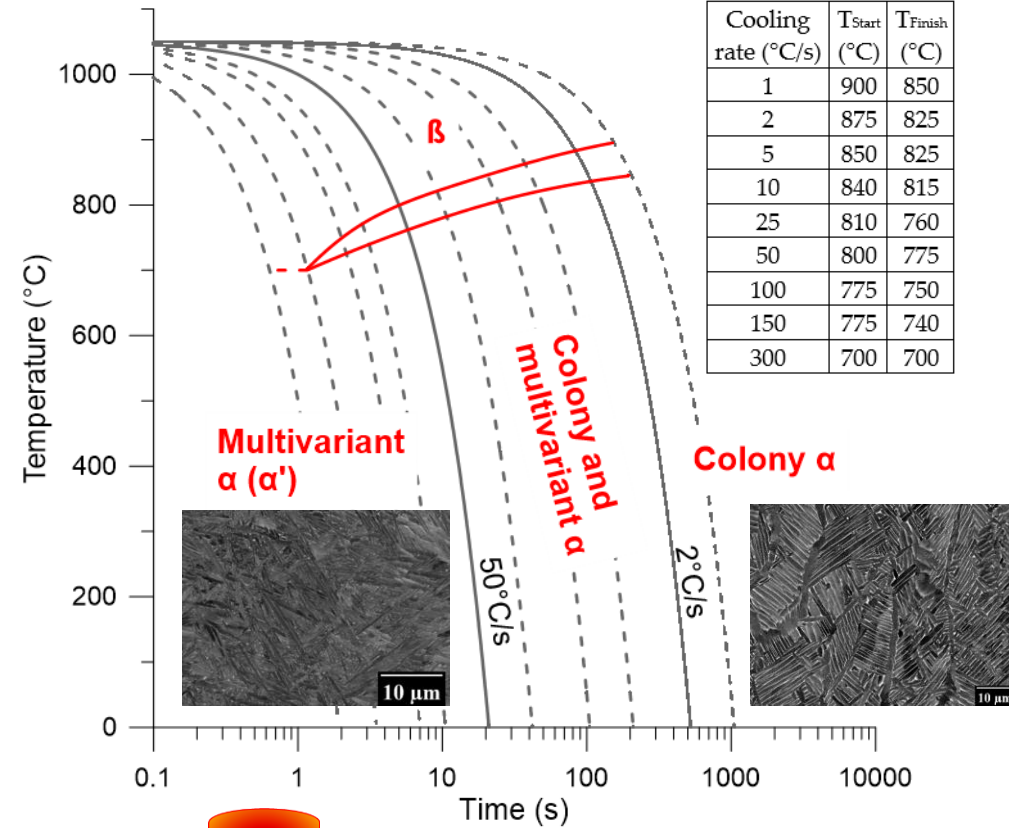 Cooling rate (°C/s) TStart (°C) TFinish (°C)
1 900 850
2 875 825
5 850 825
10 840 815
25 810 760
50 800 775
100 775 750
150 775 740
300 700 700
Temperature (°C)
1000
800
600
400
200
0
ß
Colony and
multivariant α
Multivariant
α (α')
Colony α
50°C/s
2°C/s
10 µm
10 µm
0.1 1 10 100 1000 10000
Time (s)